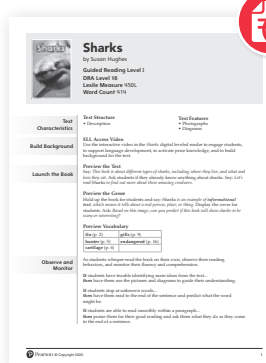 Sharks
Sharks
by Susan Hughes
Guided Reading Level I
DRA Level 16
Lexile Measure 450L
Word Count 414
Text Characteristics
Text Structure
• Description
Text Features
• Photographs
• Diagrams
Build Background
ELL Access Video
Use the interactive video in the Sharks digital leveled reader to engage students,
to support language development, to activate prior knowledge, and to build
background for the text.
Launch the Book
Preview the Text
Say: This book is about different types of sharks, including where they live, and what and
how they eat. Ask students if they already know anything about sharks. Say: Let's
read Sharks to find out more about these amazing creatures.
Preview the Genre
Hold up the book for students and say: Sharks is an example of informational
text, which means it tells about a real person, place, or thing. Display the cover for
students. Ask: Based on this image, can you predict if this book will show sharks to be
scary or interesting?
Preview Vocabulary
fin (p. 2) gills (p. 9)
hunter (p. 5) endangered (p. 16)
cartilage (p. 6)
Observe and Monitor
As students whisper-read the book on their own, observe their reading
behaviors, and monitor their fluency and comprehension.
If students have trouble identifying main ideas from the text...
then have them use the pictures and diagrams to guide their understanding.
If students stop at unknown words...
then have them read to the end of the sentence and predict what the word
might be.
If students are able to read smoothly within a paragraph...
then praise them for their good reading and ask them what they do as they come
to the end of a sentence.
Pearson © Copyright 2020
1